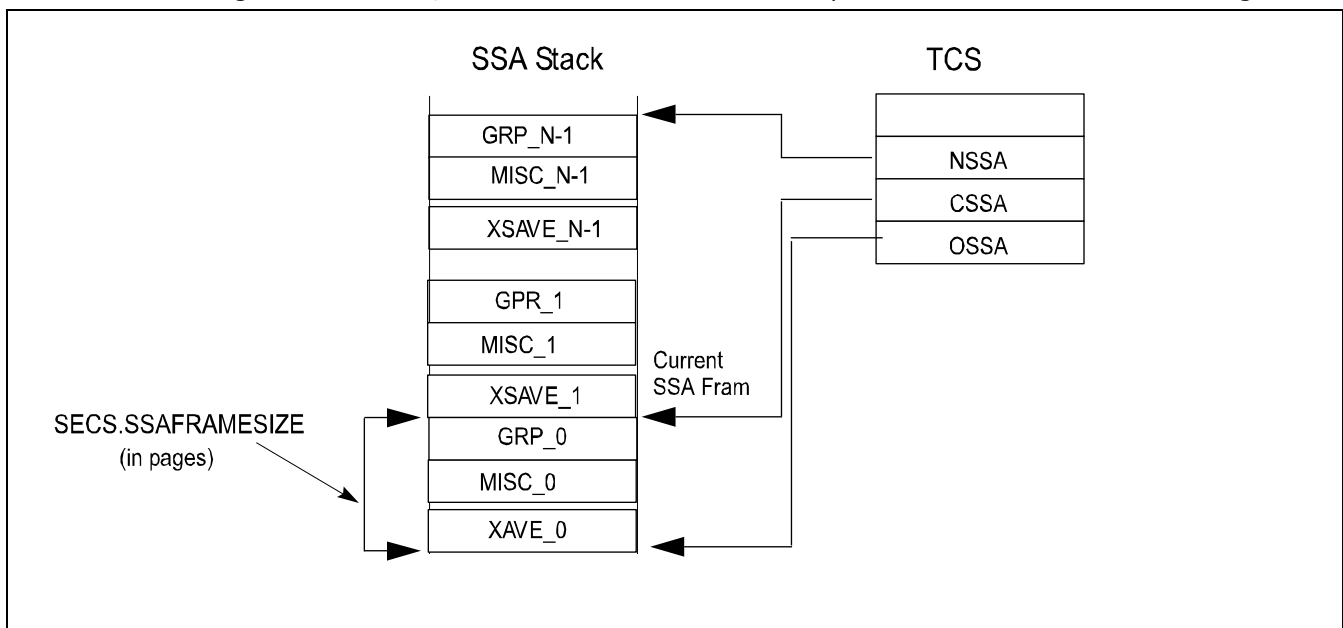 SSA Stack
TCS
GRP_N-1
MISC_N-1
XSAVE_N-1
GPR_1
MISC_1
XSAVE_1
GRP_0
MISC_0
XAVE_0
NSSA
CSSA
OSSA
Current
SSA Fram
SECS.SSAFRAMESIZE
(in pages)